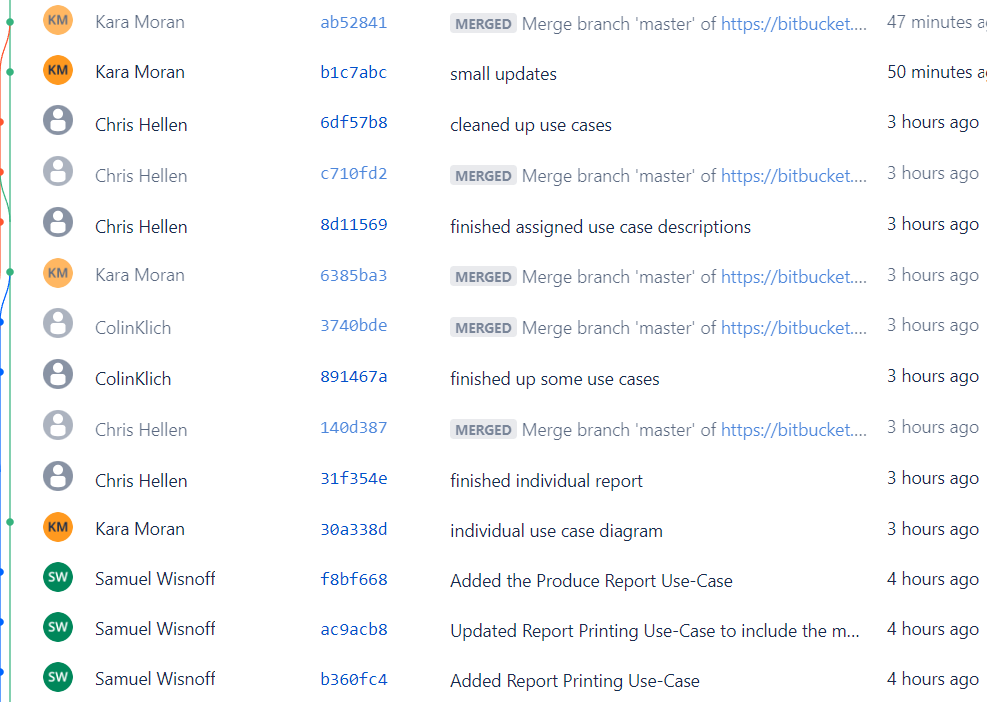 KM Kara Moran ab52841 MERGED Merge branch 'master' of https://bitbucket.... 47 minutes ag
KM Kara Moran b1c7abc small updates 50 minutes ag
Chris Hellen 6df57b8 cleaned up use cases 3 hours ago
Chris Hellen c710fd2 MERGED Merge branch 'master' of https://bitbucket.... 3 hours ago
Chris Hellen 8d11569 finished assigned use case descriptions 3 hours ago
KM Kara Moran 6385ba3 MERGED Merge branch 'master' of https://bitbucket.... 3 hours ago
ColinKlich 3740bde MERGED Merge branch 'master' of https://bitbucket.... 3 hours ago
ColinKlich 891467a finished up some use cases 3 hours ago
Chris Hellen 140d387 MERGED Merge branch 'master' of https://bitbucket.... 3 hours ago
Chris Hellen 31f354e finished individual report 3 hours ago
KM Kara Moran 30a338d individual use case diagram 3 hours ago
SW Samuel Wisnoff f8bf668 Added the Produce Report Use-Case 4 hours ago
SW Samuel Wisnoff ac9acb8 Updated Report Printing Use-Case to include the m... 4 hours ago
SW Samuel Wisnoff b360fc4 Added Report Printing Use-Case 4 hours ago